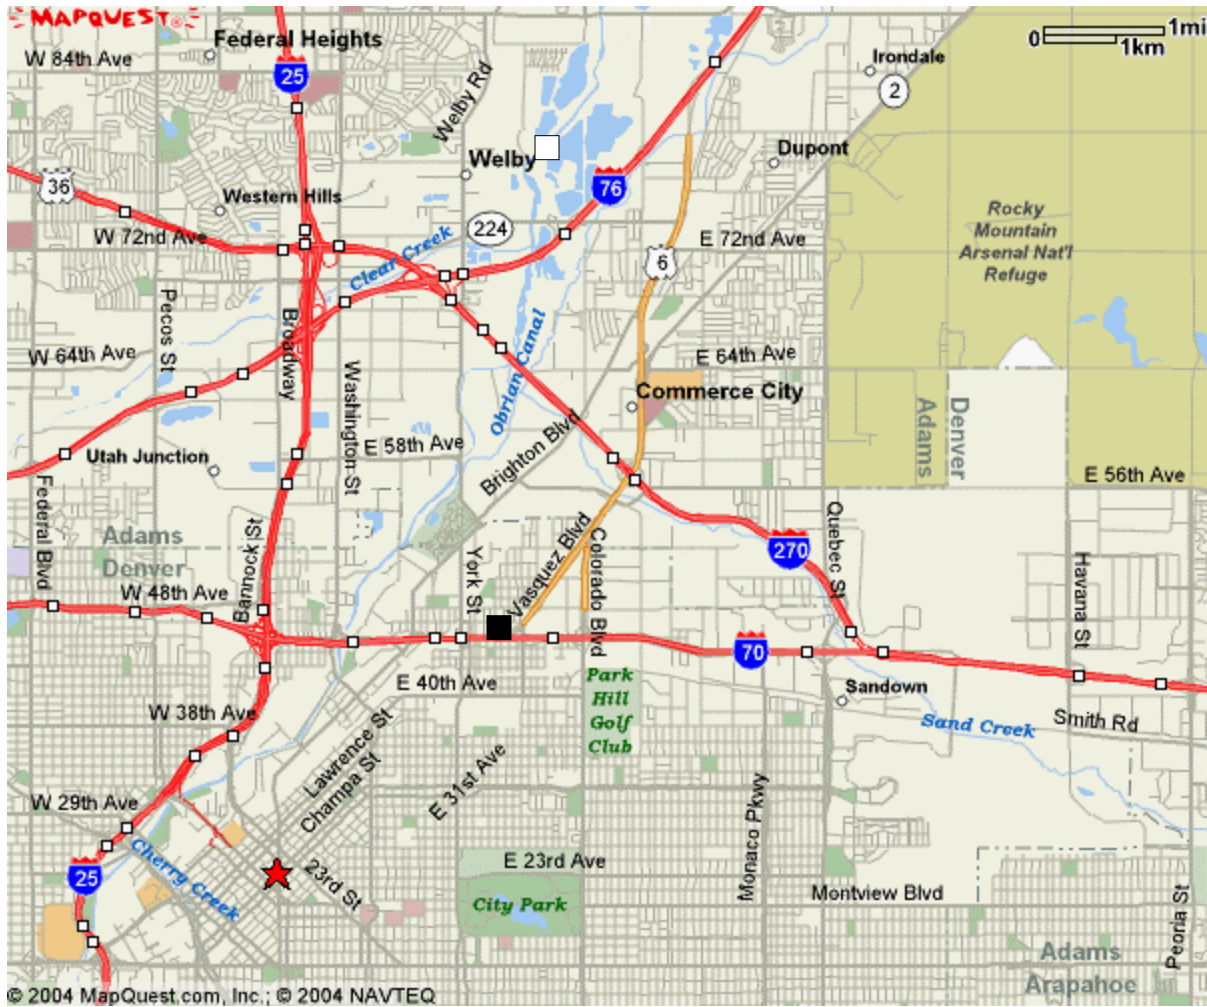 MAPQUEST
0 1mi
1km
W 84th Ave
Federal Heights
25
Welby Rd
Irondale
2
Welby
Dupont
36
Western Hills
76
W 72nd Ave
224
E 72nd Ave
Clear Creek
6
Rocky
Mountain
Arsenal Nat'l
Refuge
Pecos St
Broadway
Obrian Canal
W 64th Ave
E 64th Ave
Washington St
Commerce City
Adams
Denver
Brighton Blvd
E 58th Ave
Utah Junction
E 56th Ave
Federal Blvd
Adams
Denver
Bannock St
York St
Vasquez Blvd
Colorado Blvd
270
Quebec St
Havana St
W 48th Ave
70
E 40th Ave
Park
Hill
Golf
Club
Sandown
W 38th Ave
Sand Creek
Smith Rd
Lawrence St
Champa St
E 31st Ave
W 29th Ave
Monaco Pkwy
Cherry Creek
25
23rd St
E 23rd Ave
City Park
Montview Blvd
Peoria St
Adams
Arapahoe
© 2004 MapQuest.com, Inc.; © 2004 NAVTEQ